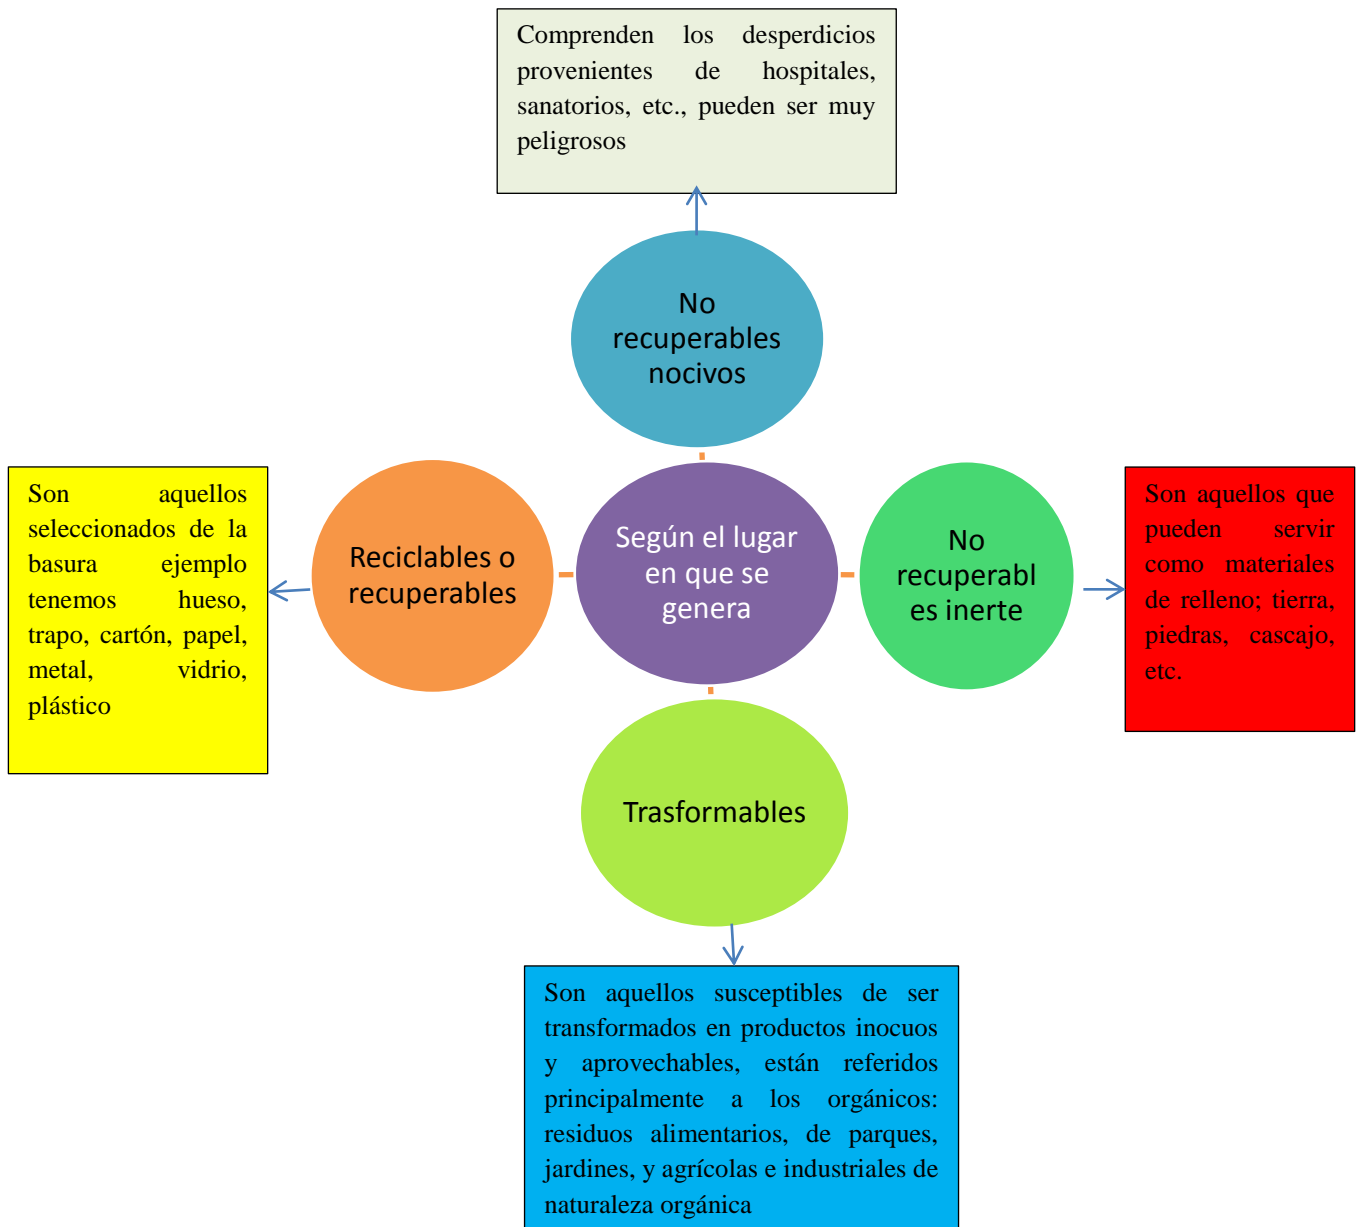 Comprenden los desperdicios
provenientes de hospitales,
sanatorios, etc., pueden ser muy
peligrosos
No
recuperables
nocivos
Son aquellos
seleccionados de la
basura ejemplo
tenemos hueso,
trapo, cartón, papel,
metal, vidrio,
plástico
Reciclables o
recuperables
Según el lugar
en que se
genera
No
recuperabl
es inerte
Son aquellos que
pueden servir
como materiales
de relleno; tierra,
piedras, cascajo,
etc.
Trasformables
Son aquellos susceptibles de ser
transformados en productos inocuos
y aprovechables, están referidos
principalmente a los orgánicos:
residuos alimentarios, de parques,
jardines, y agrícolas e industriales de
naturaleza orgánica